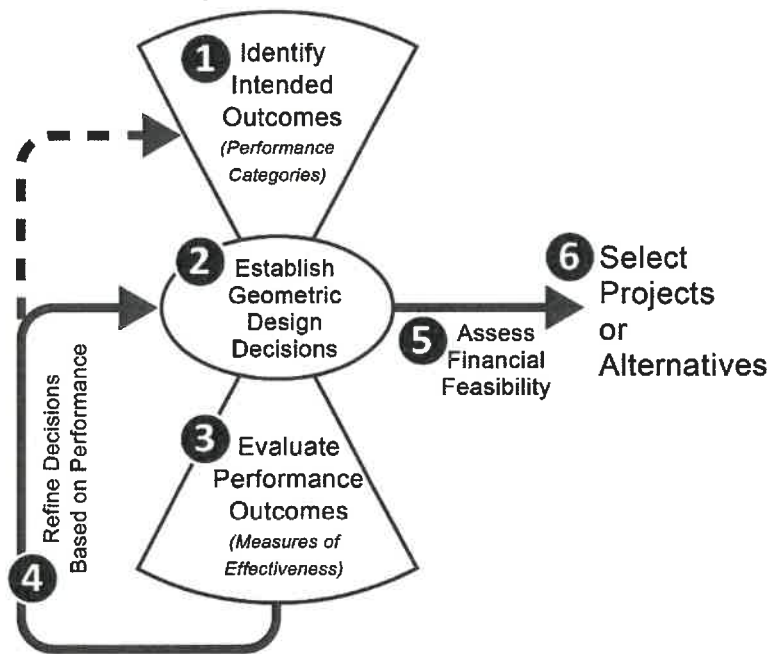 1 Identify
Intended
Outcomes
(Performance
Categories)
2 Establish
Geometric
Design
Decisions
3 Evaluate
Performance
Outcomes
(Measures of
Effectiveness)
4 Refine Decisions
Based on Performance
5 Assess
Financial
Feasibility
6 Select
Projects
or
Alternatives